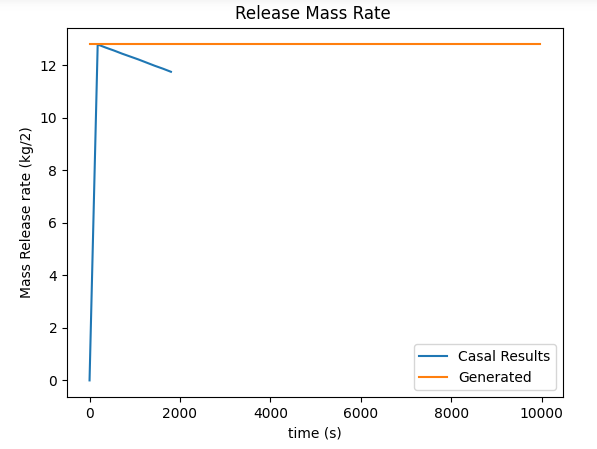 Release Mass Rate
Mass Release rate (kg/2)
12
10
8
6
4
2
0
0 2000 4000 6000 8000 10000
time (s)
Casal Results
Generated